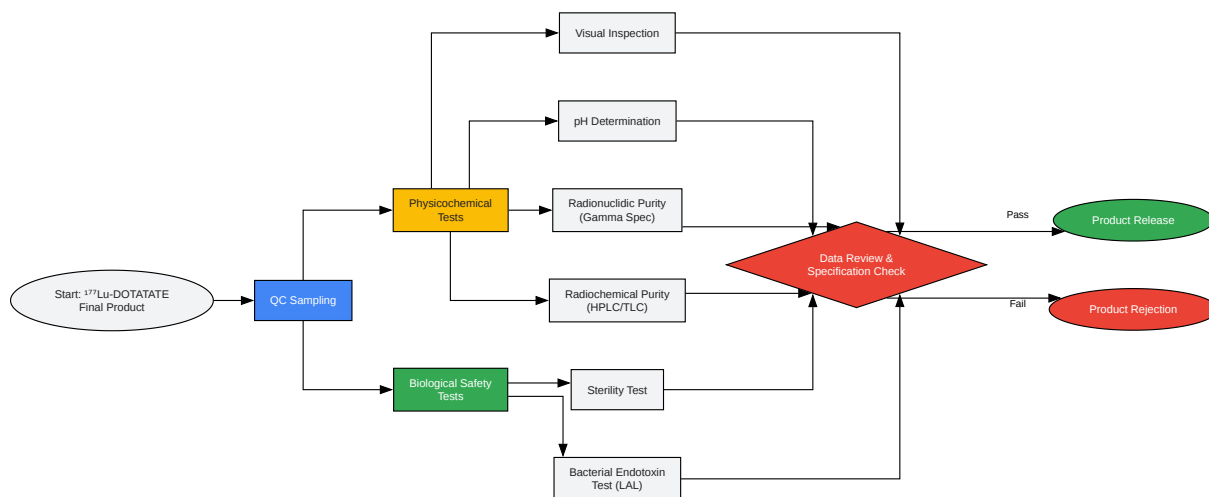 Visual Inspection
pH Determination
Physicochemical
Tests
Radionuclidic Purity
(Gamma Spec)
Pass
Product Release
Data Review &
Specification Check
Start: ¹⁷⁷Lu-DOTATATE
Final Product
QC Sampling
Radiochemical Purity
(HPLC/TLC)
Fail
Product Rejection
Biological Safety
Tests
Sterility Test
Bacterial Endotoxin
Test (LAL)